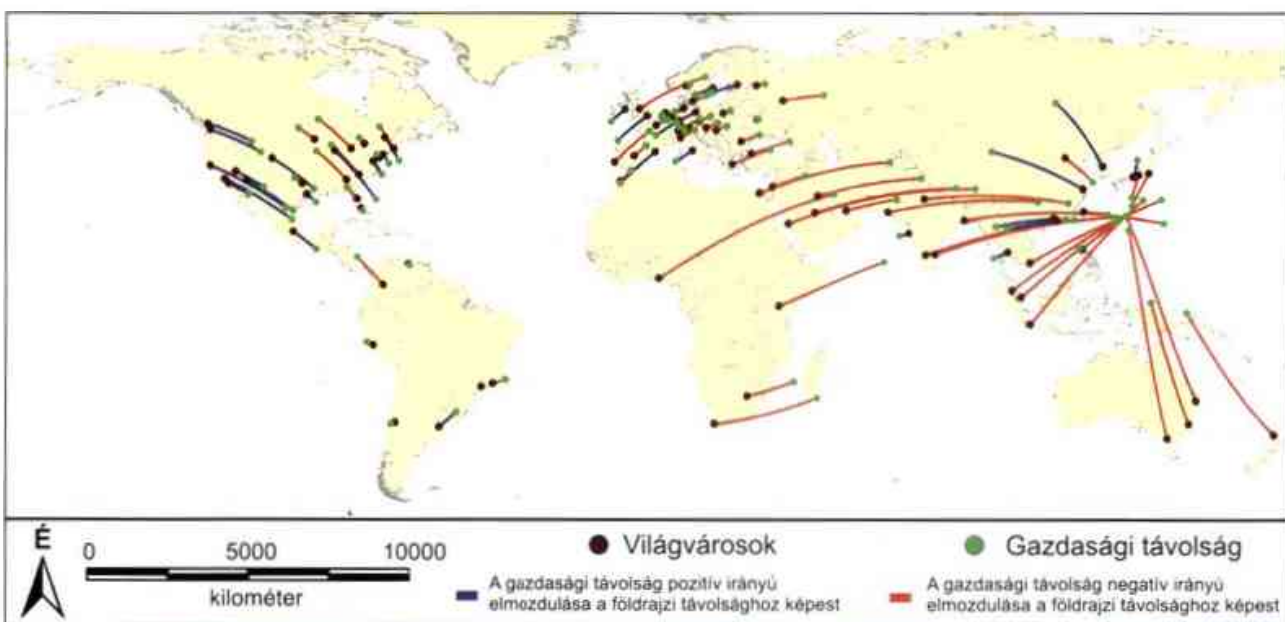 É
0 5000 10000
kilométer
Világvárosok
Gazdasági távolság
A gazdasági távolság pozitív irányú
elmozdulása a földrajzi távolsághoz képest
A gazdasági távolság negatív irányú
elmozdulása a földrajzi távolsághoz képest